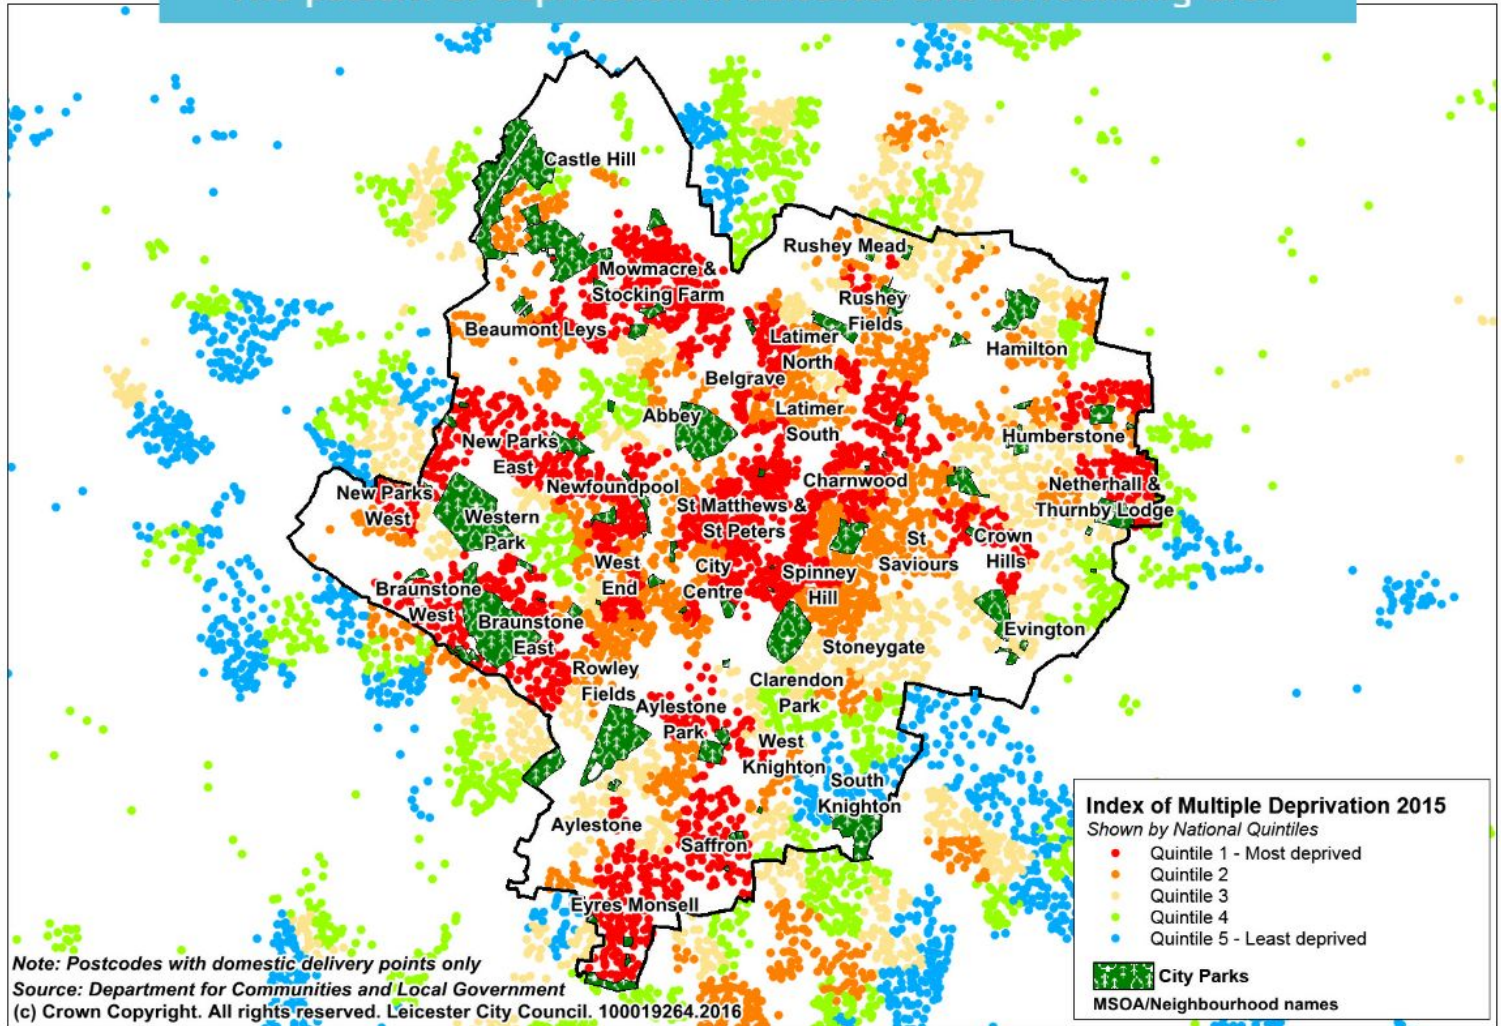 Castle Hill
Rushey Mead
Mowmacre &
Stocking Farm
Rushey
Fields
Beaumont Leys
Latimer
North
Hamilton
Belgrave
Abbey
Latimer
South
New Parks
East
Humberstone
Newfoundpool
Charnwood
New Parks
West
Netherhall &
Thurnby Lodge
Western
Park
St Matthews &
St Peters
St
Saviours
Crown
Hills
West
End
City
Centre
Spinney
Hill
Braunstone
West
Braunstone
East
Evington
Stoneygate
Rowley
Fields
Clarendon
Park
Aylestone
Park
West
Knighton
South
Knighton
Aylestone
Saffron
Eyres Monsell
Index of Multiple Deprivation 2015
Shown by National Quintiles
Quintile 1 - Most deprived
Quintile 2
Quintile 3
Quintile 4
Quintile 5 - Least deprived
City Parks
MSOA/Neighbourhood names
Note: Postcodes with domestic delivery points only
Source: Department for Communities and Local Government
(c) Crown Copyright. All rights reserved. Leicester City Council. 100019264.2016